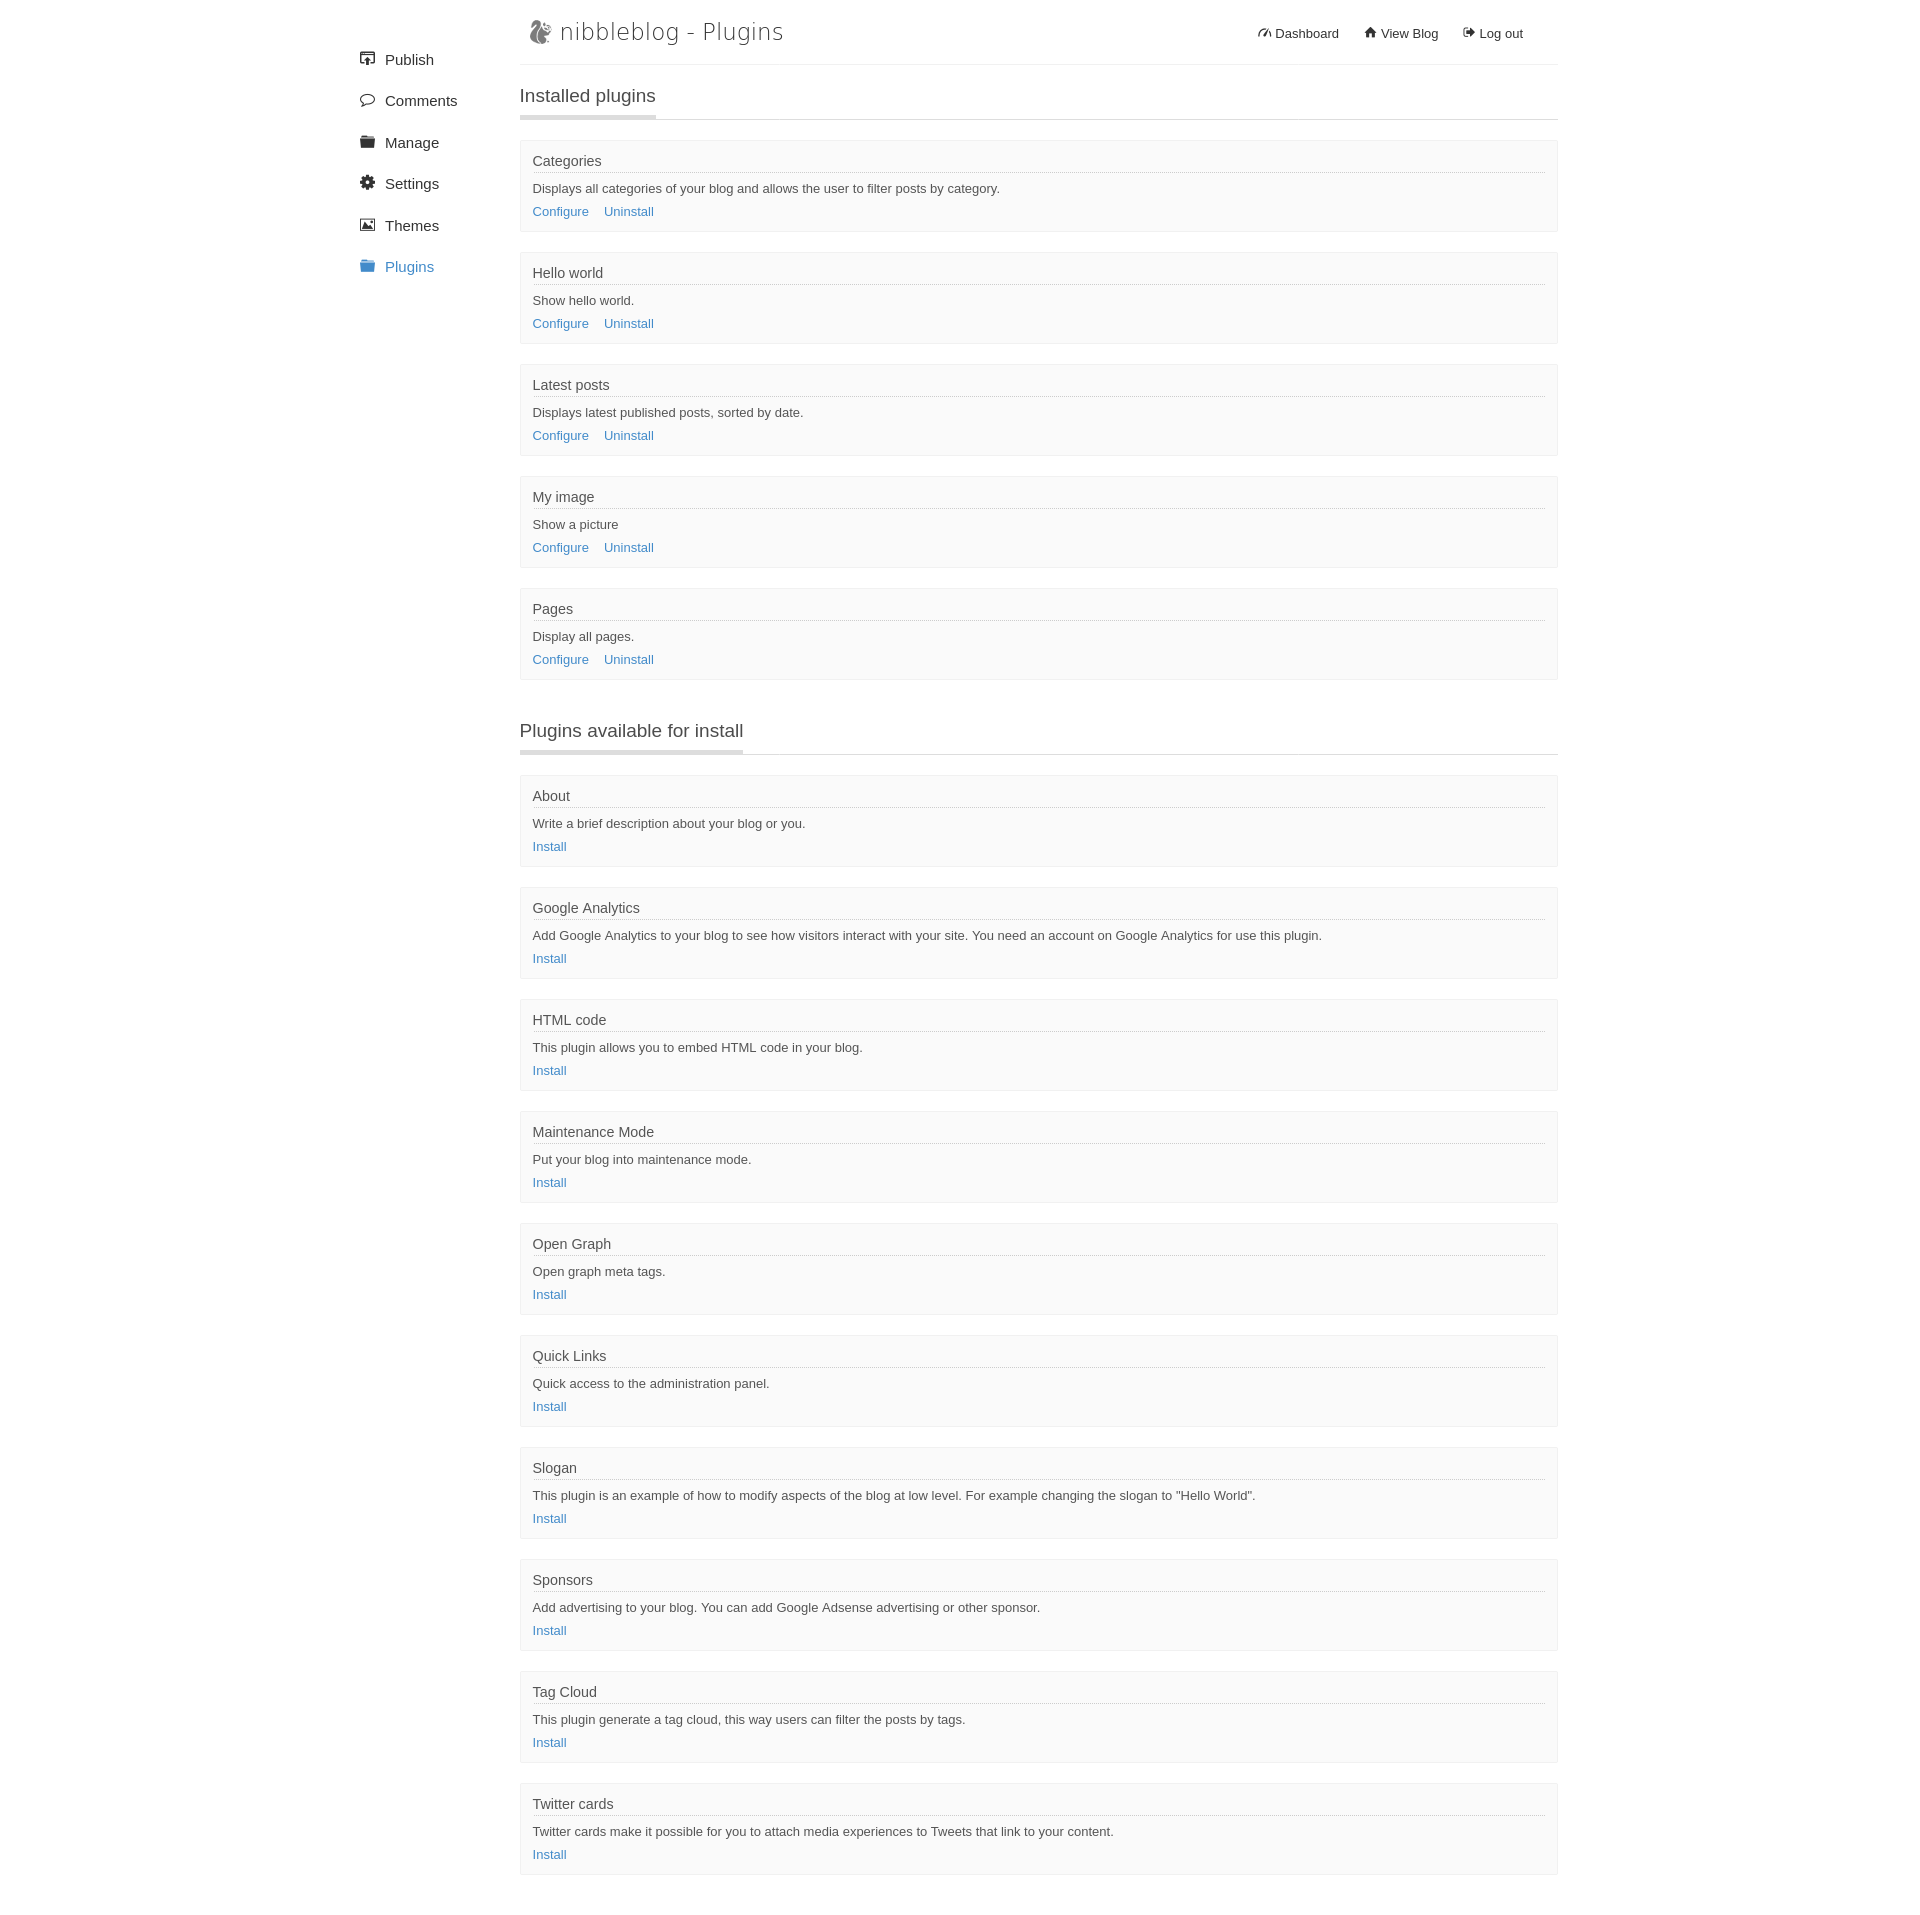 nibbleblog - Plugins
Dashboard
View Blog
Log out
Publish
Comments
Manage
Settings
Themes
Plugins
Installed plugins
Categories
Displays all categories of your blog and allows the user to filter posts by category.
Configure Uninstall
Hello world
Show hello world.
Configure Uninstall
Latest posts
Displays latest published posts, sorted by date.
Configure Uninstall
My image
Show a picture
Configure Uninstall
Pages
Display all pages.
Configure Uninstall
Plugins available for install
About
Write a brief description about your blog or you.
Install
Google Analytics
Add Google Analytics to your blog to see how visitors interact with your site. You need an account on Google Analytics for use this plugin.
Install
HTML code
This plugin allows you to embed HTML code in your blog.
Install
Maintenance Mode
Put your blog into maintenance mode.
Install
Open Graph
Open graph meta tags.
Install
Quick Links
Quick access to the administration panel.
Install
Slogan
This plugin is an example of how to modify aspects of the blog at low level. For example changing the slogan to "Hello World".
Install
Sponsors
Add advertising to your blog. You can add Google Adsense advertising or other sponsor.
Install
Tag Cloud
This plugin generate a tag cloud, this way users can filter the posts by tags.
Install
Twitter cards
Twitter cards make it possible for you to attach media experiences to Tweets that link to your content.
Install